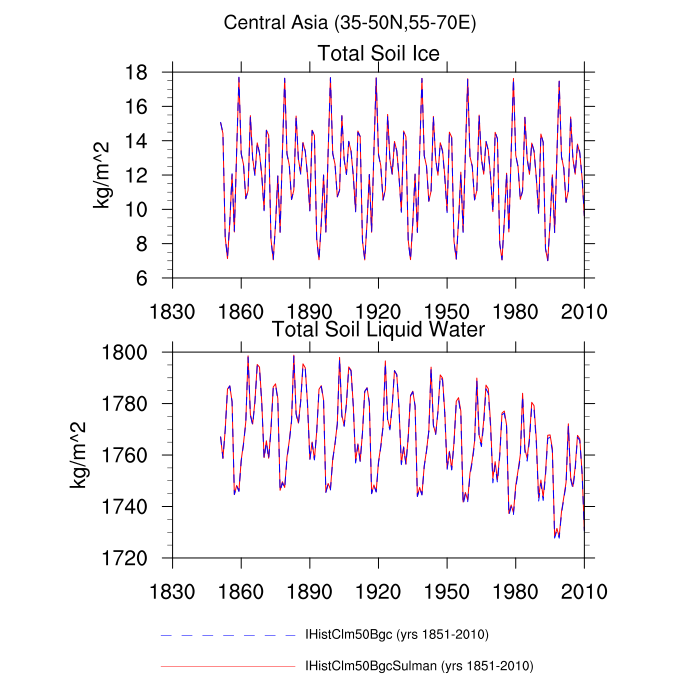 Central Asia (35-50N,55-70E)
Total Soil Ice
18
16
14
12
10
8
6
kg/m^2
1830 1860 1890 1920 1950 1980 2010
Total Soil Liquid Water
1800
1780
1760
1740
1720
kg/m^2
1830 1860 1890 1920 1950 1980 2010
IHistClm50Bgc (yrs 1851-2010)
IHistClm50BgcSulman (yrs 1851-2010)